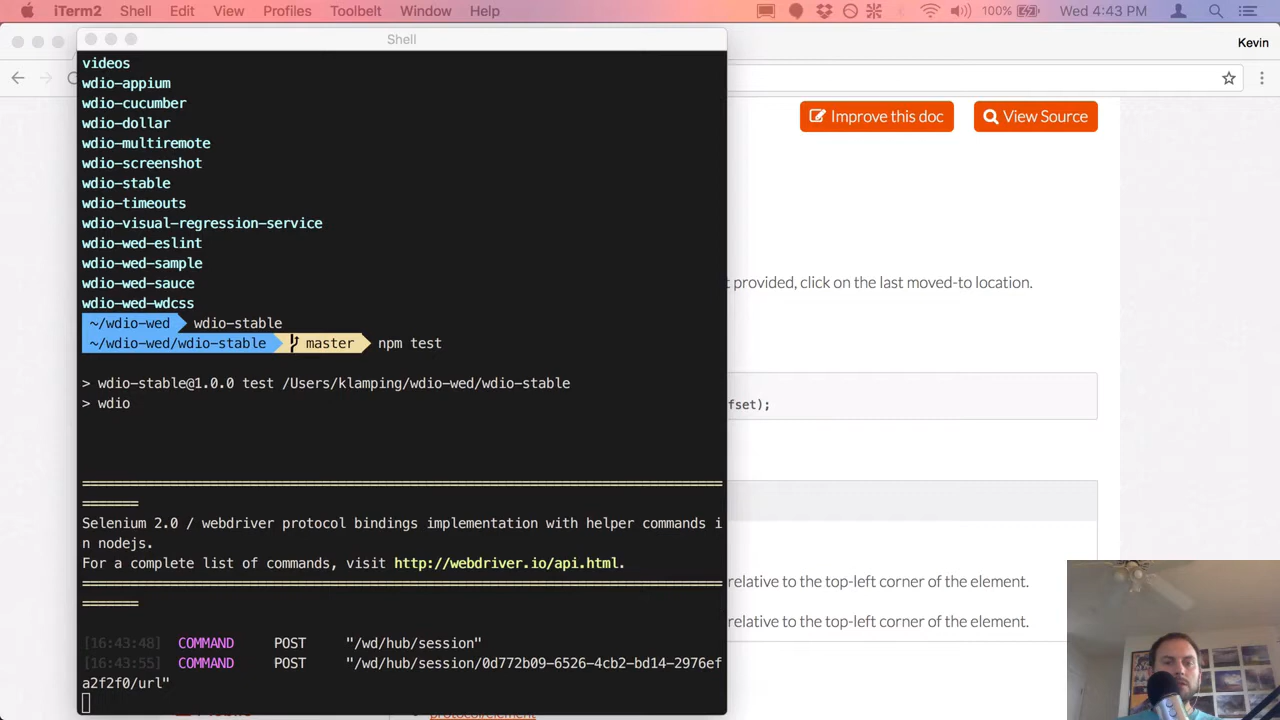 iTerm2 Shell Edit View Profiles Toolbelt Window Help 100% Wed 4:43 PM
Shell
Kevin
videos
wdio-appium
wdio-cucumber
wdio-dollar
wdio-multiremote
wdio-screenshot
wdio-stable
wdio-timeouts
wdio-visual-regression-service
wdio-wed-eslint
wdio-wed-sample
wdio-wed-sauce
wdio-wed-wdcss
~/wdio-wed wdio-stable
~/wdio-wed/wdio-stable master npm test
> wdio-stable@1.0.0 test /Users/klamping/wdio-wed/wdio-stable
> wdio
================================================================================
=======
Selenium 2.0 / webdriver protocol bindings implementation with helper commands i
n nodejs.
For a complete list of commands, visit http://webdriver.io/api.html.
================================================================================
=======
[16:43:48] COMMAND POST "/wd/hub/session"
[16:43:55] COMMAND POST "/wd/hub/session/0d772b09-6526-4cb2-bd14-2976ef
a2f2f0/url"
Improve this doc
View Source
t provided, click on the last moved-to location.
fset);
relative to the top-left corner of the element.
relative to the top-left corner of the element.
protocol/element